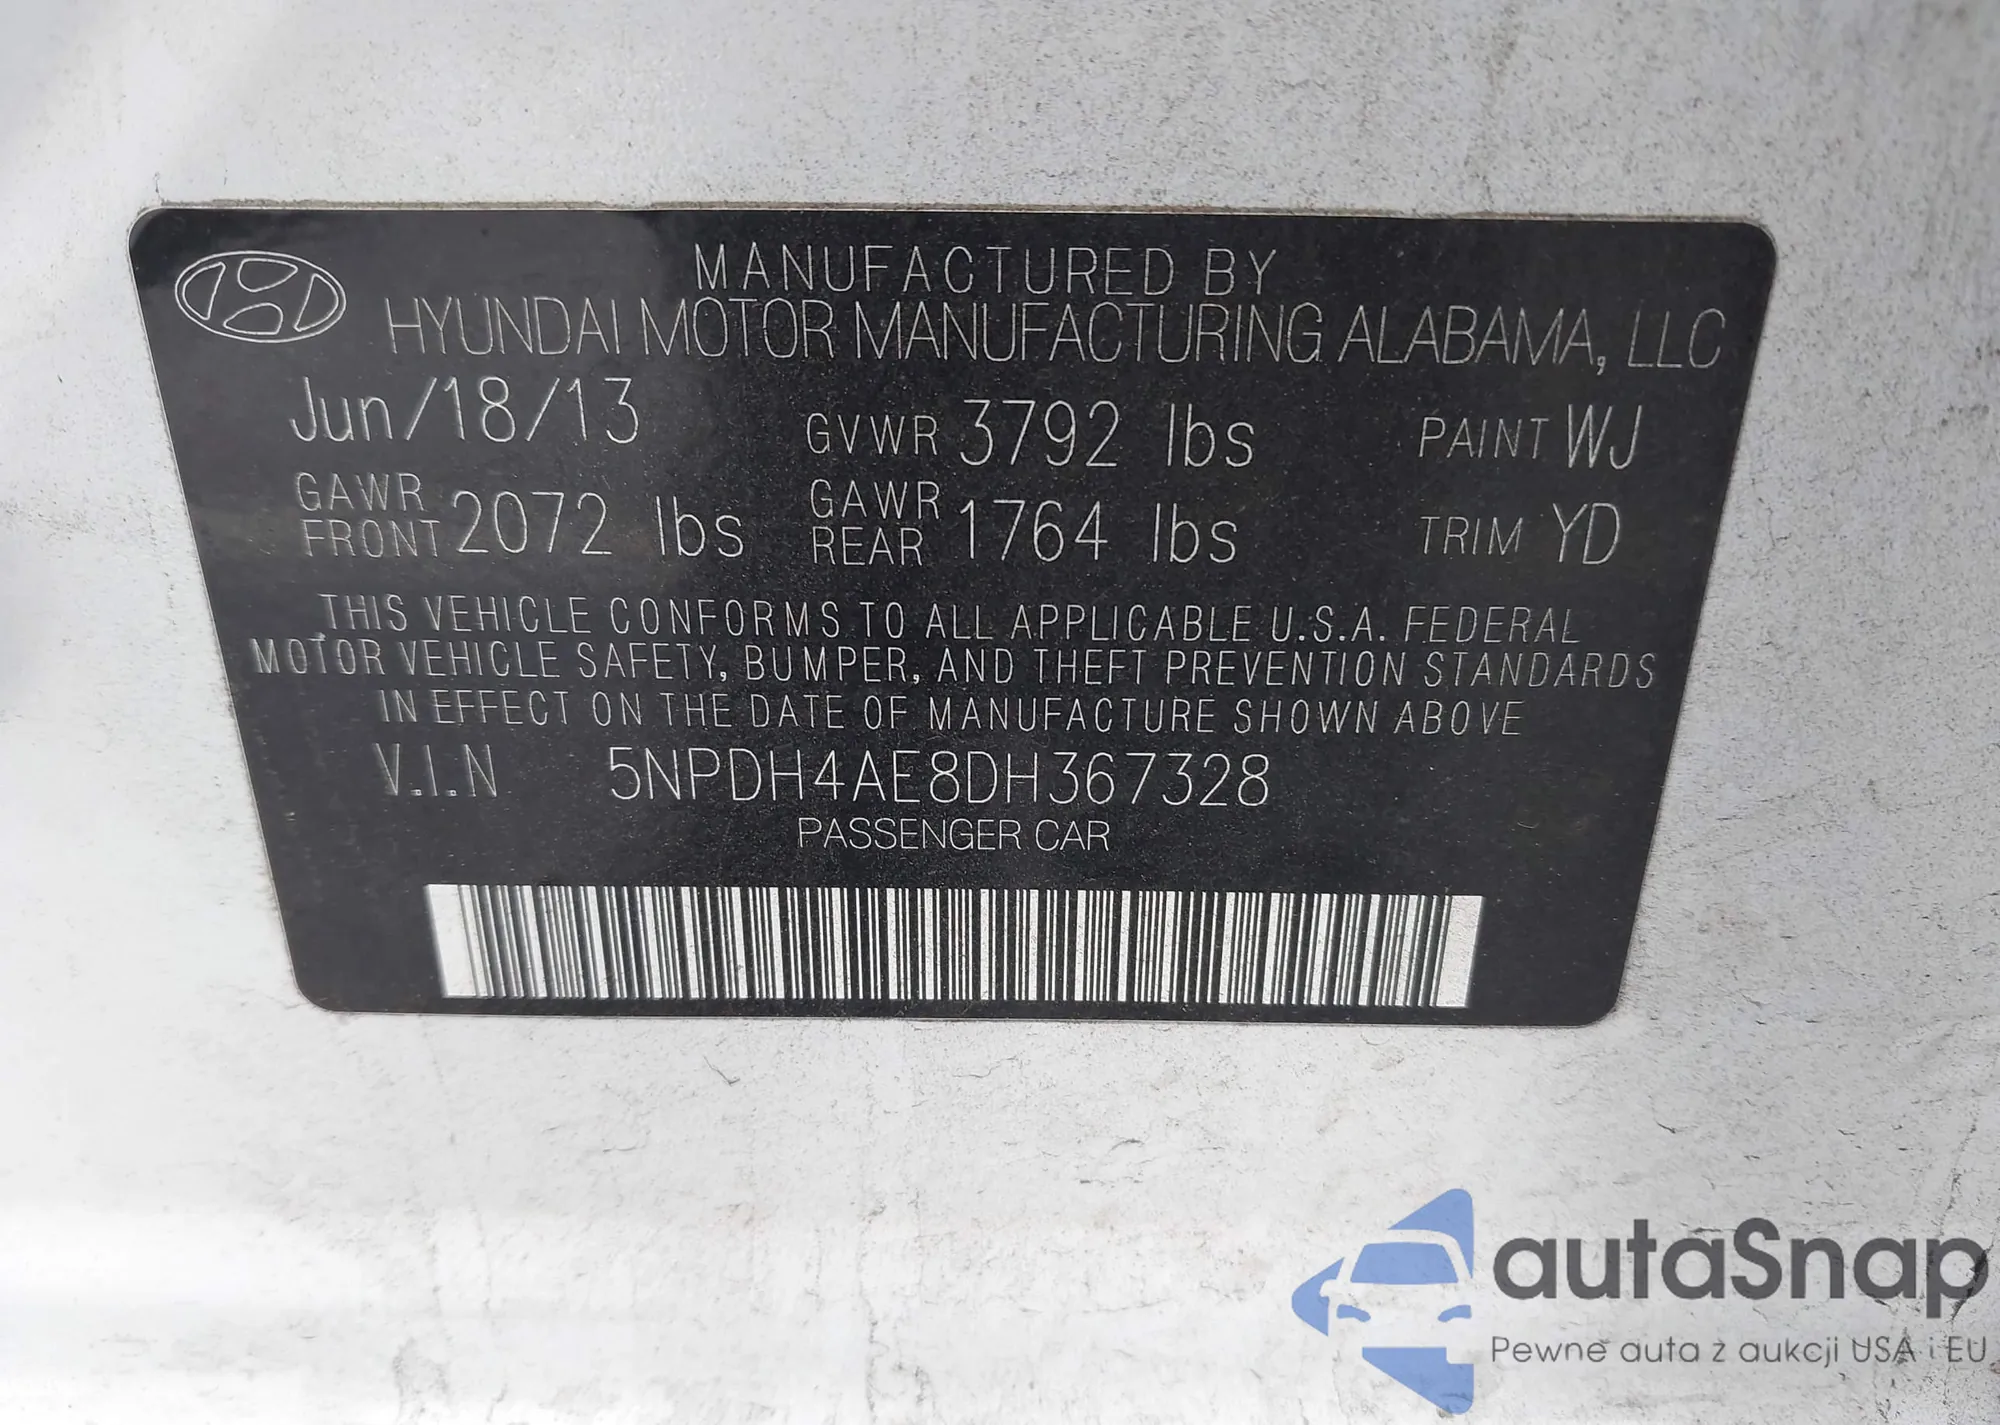 MANUFACTURED BY
HYUNDAI MOTOR MANUFACTURING ALABAMA, LLC
Jun/18/13 GVWR 3792 lbs PAINT WJ
GAWR FRONT 2072 lbs GAWR REAR 1764 lbs TRIM YD
THIS VEHICLE CONFORMS TO ALL APPLICABLE U.S.A. FEDERAL
MOTOR VEHICLE SAFETY, BUMPER, AND THEFT PREVENTION STANDARDS
IN EFFECT ON THE DATE OF MANUFACTURE SHOWN ABOVE
V.I.N 5NPDH4AE8DH367328
PASSENGER CAR
autoSnap
Pewne auta z aukcji USA i EU